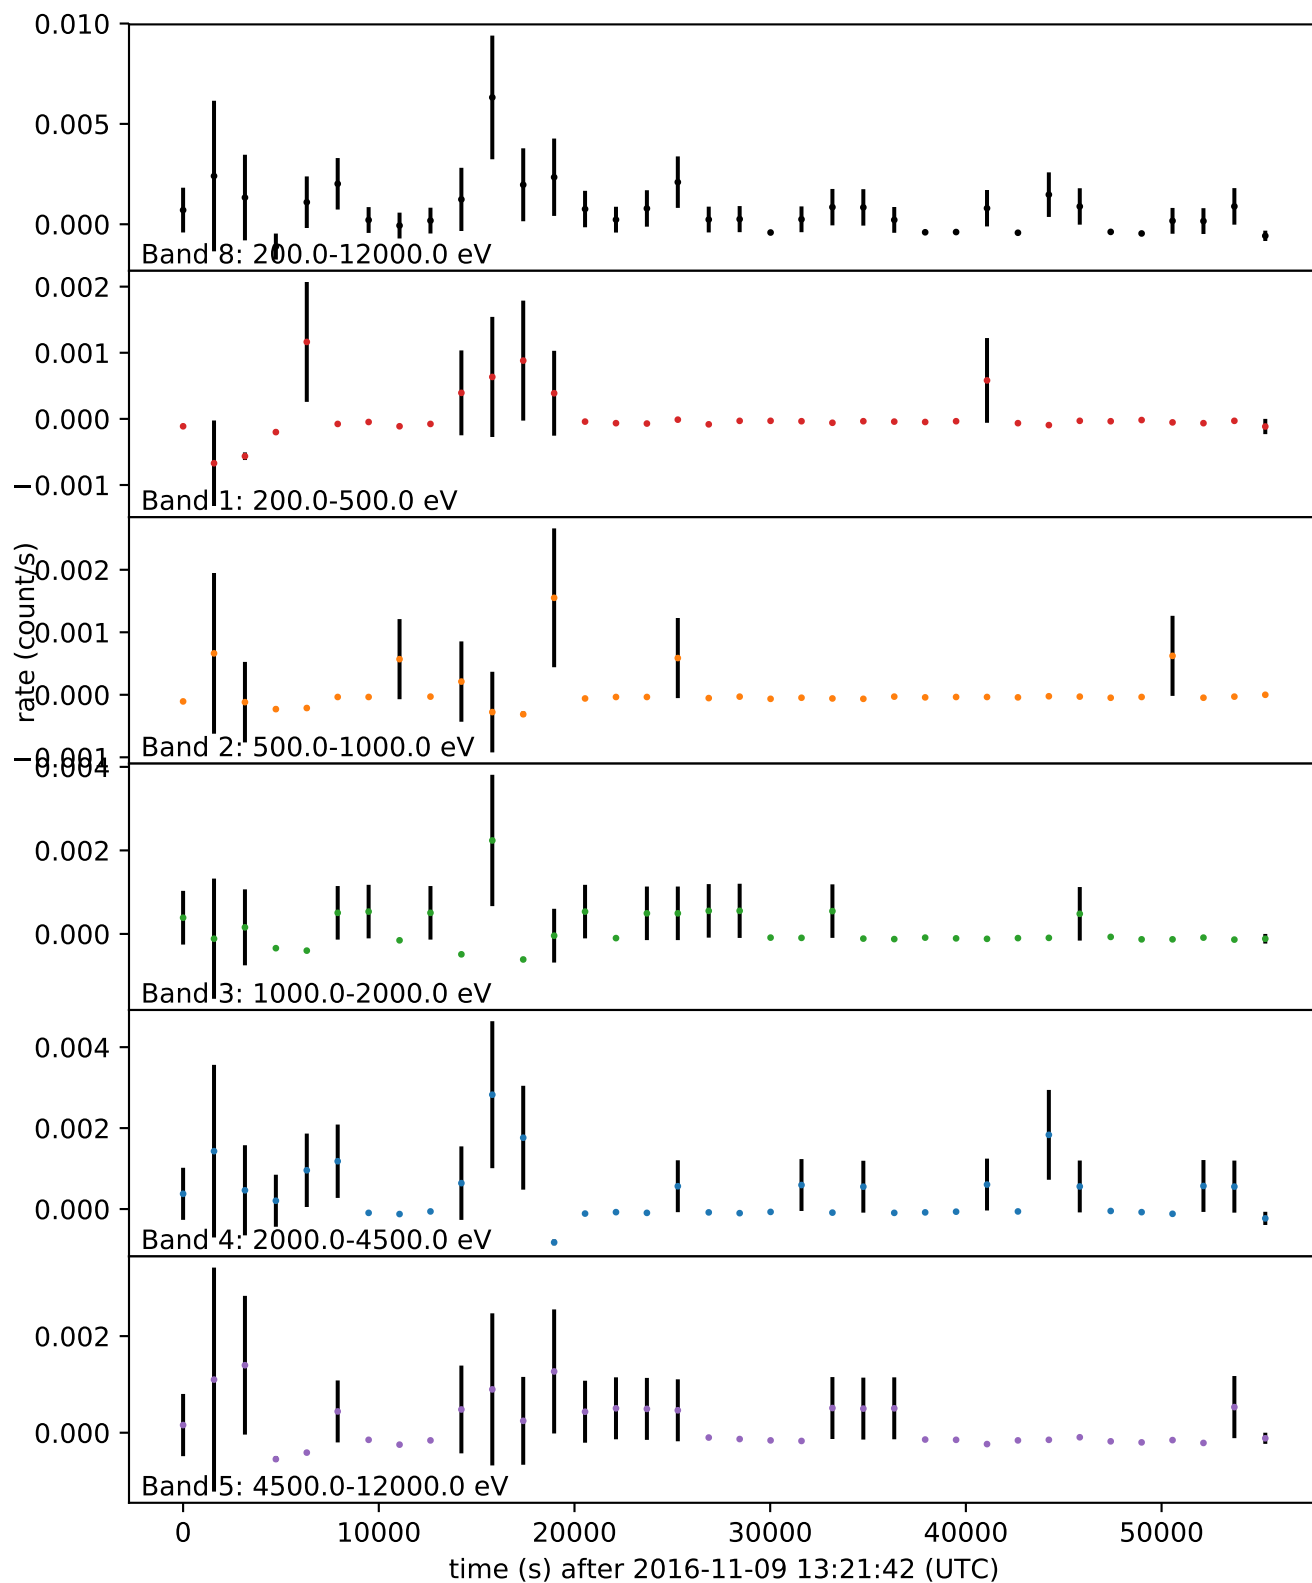 0.010
0.005
0.000
Band 8: 200.0-12000.0 eV
0.002
0.001
0.000
−0.001
Band 1: 200.0-500.0 eV
rate (count/s)
0.002
0.001
0.000
−0.001
Band 2: 500.0-1000.0 eV
0.004
0.002
0.000
Band 3: 1000.0-2000.0 eV
0.004
0.002
0.000
Band 4: 2000.0-4500.0 eV
0.002
0.000
Band 5: 4500.0-12000.0 eV
0 10000 20000 30000 40000 50000
time (s) after 2016-11-09 13:21:42 (UTC)